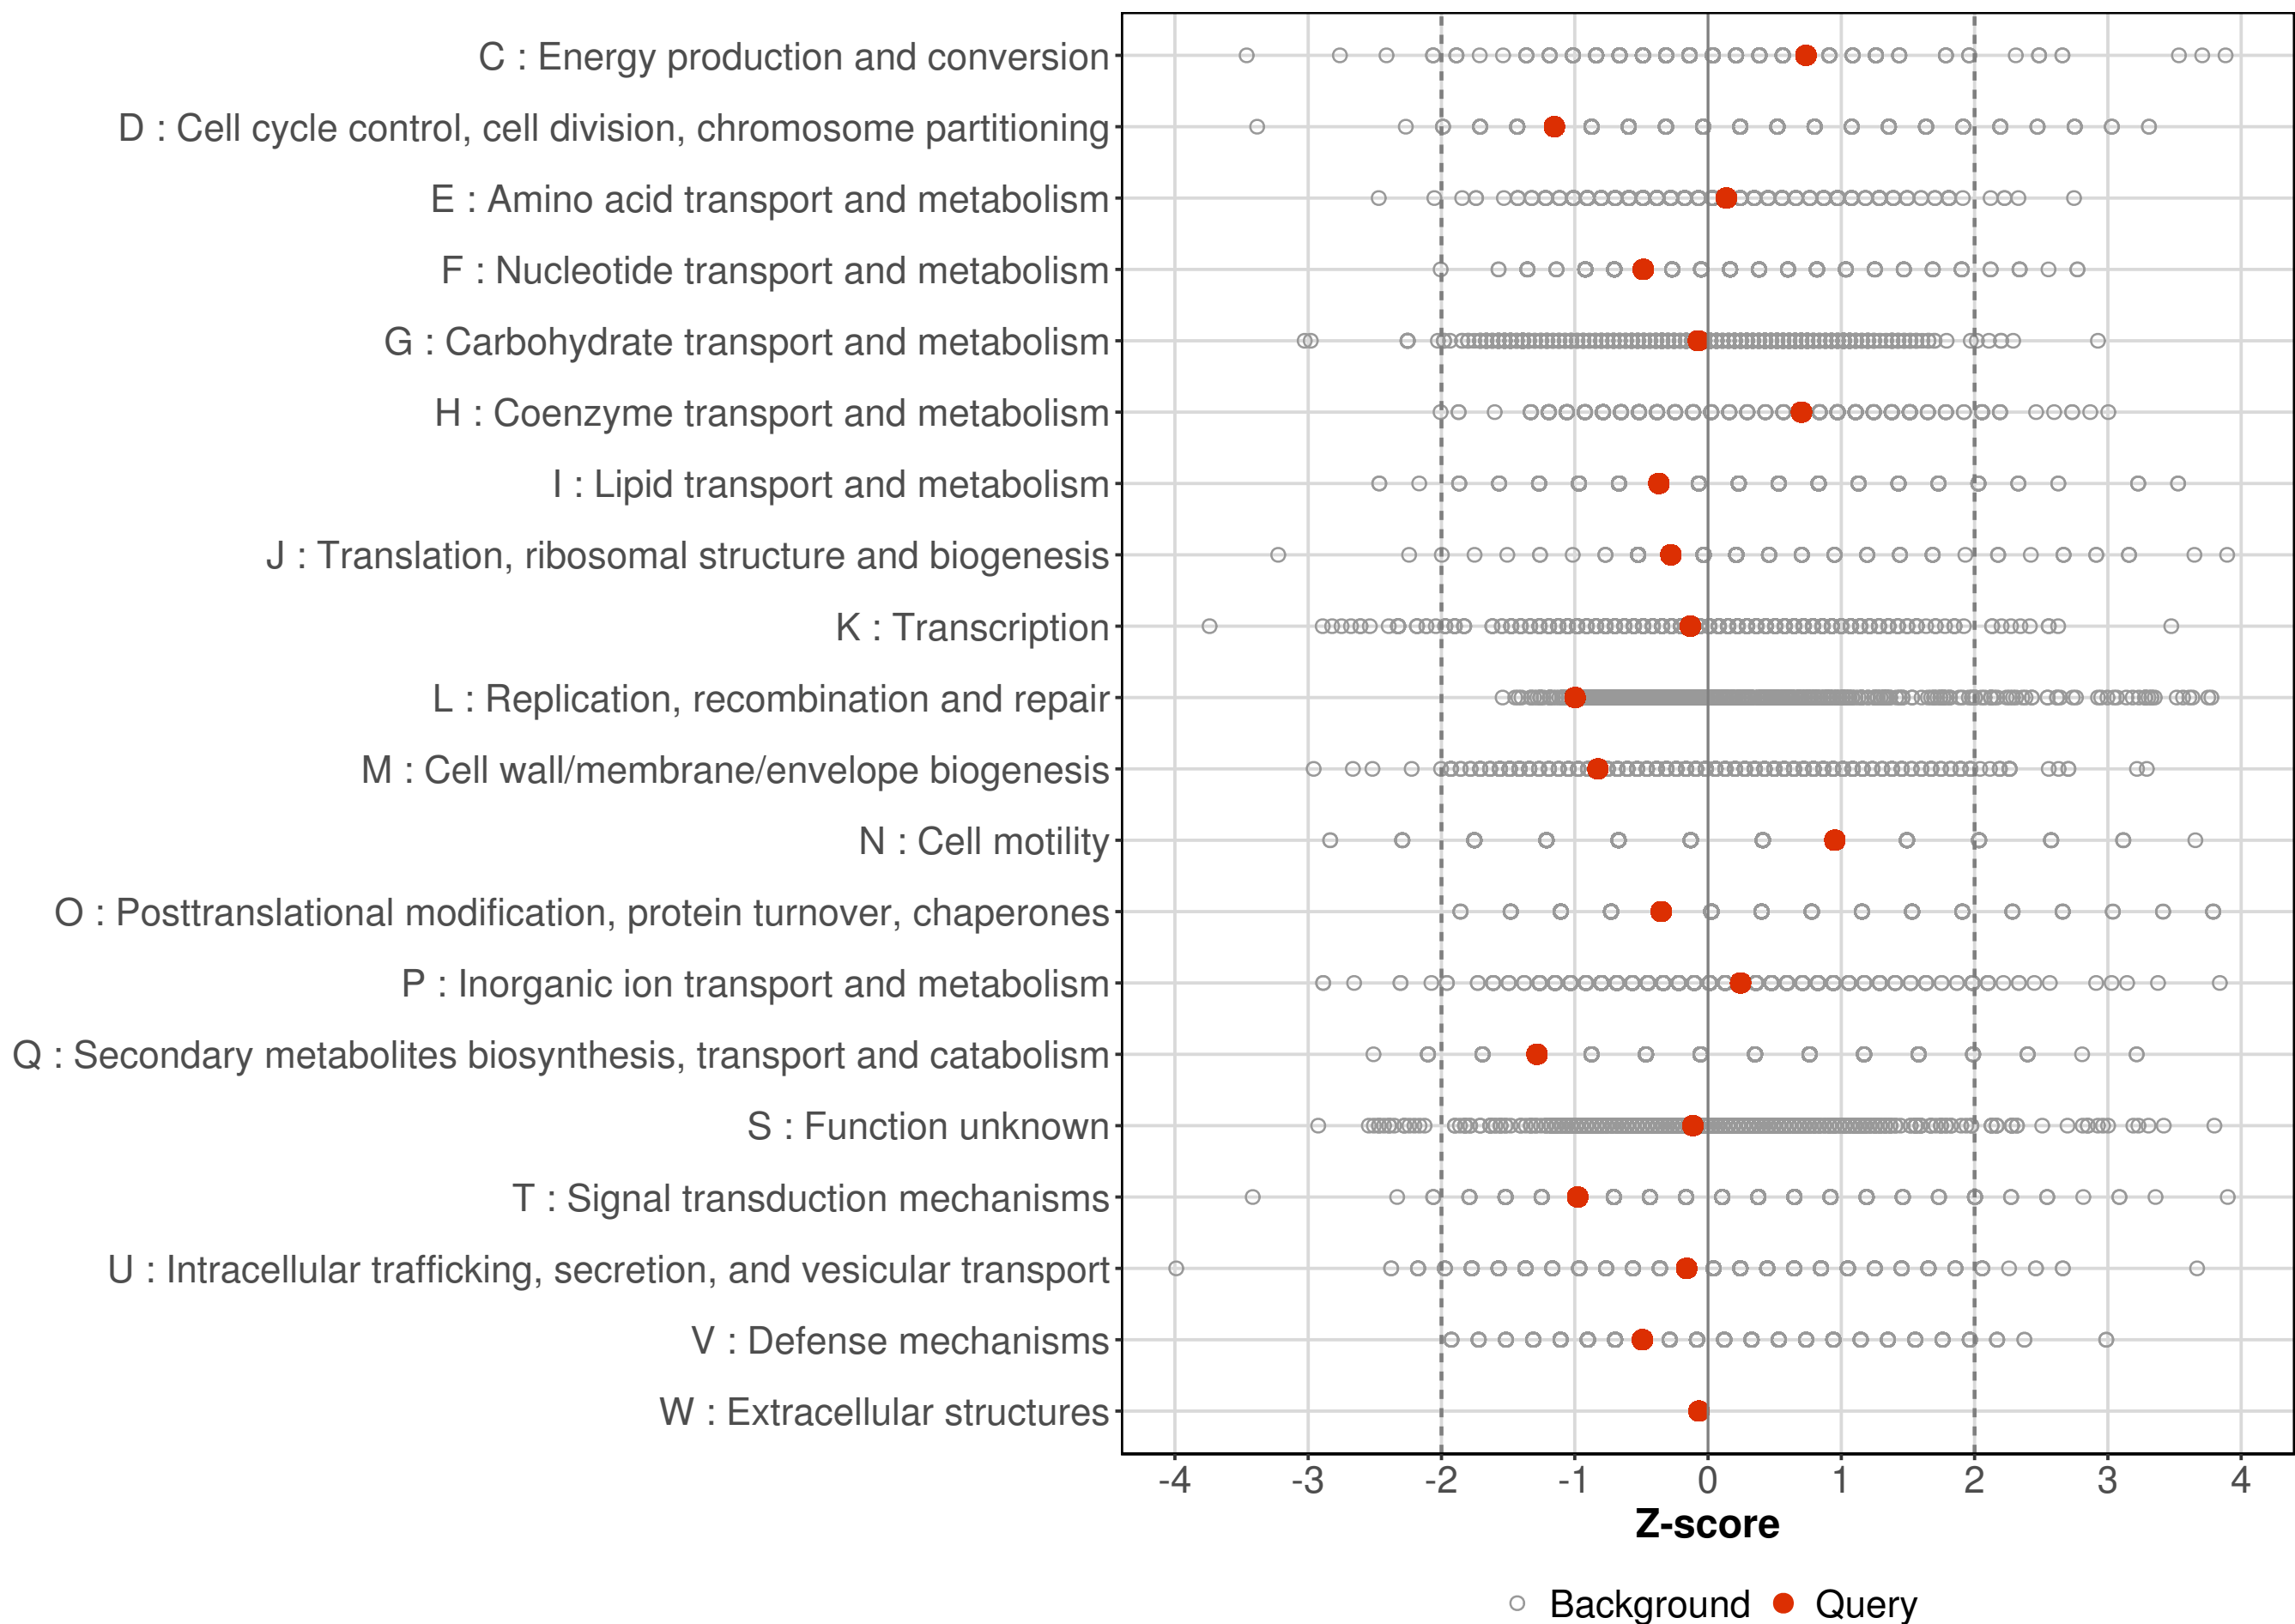 C : Energy production and conversion
D : Cell cycle control, cell division, chromosome partitioning
E : Amino acid transport and metabolism
F : Nucleotide transport and metabolism
G : Carbohydrate transport and metabolism
H : Coenzyme transport and metabolism
I : Lipid transport and metabolism
J : Translation, ribosomal structure and biogenesis
K : Transcription
L : Replication, recombination and repair
M : Cell wall/membrane/envelope biogenesis
N : Cell motility
O : Posttranslational modification, protein turnover, chaperones
P : Inorganic ion transport and metabolism
Q : Secondary metabolites biosynthesis, transport and catabolism
S : Function unknown
T : Signal transduction mechanisms
U : Intracellular trafficking, secretion, and vesicular transport
V : Defense mechanisms
W : Extracellular structures
-4 -3 -2 -1 0 1 2 3 4
Z-score
Background Query